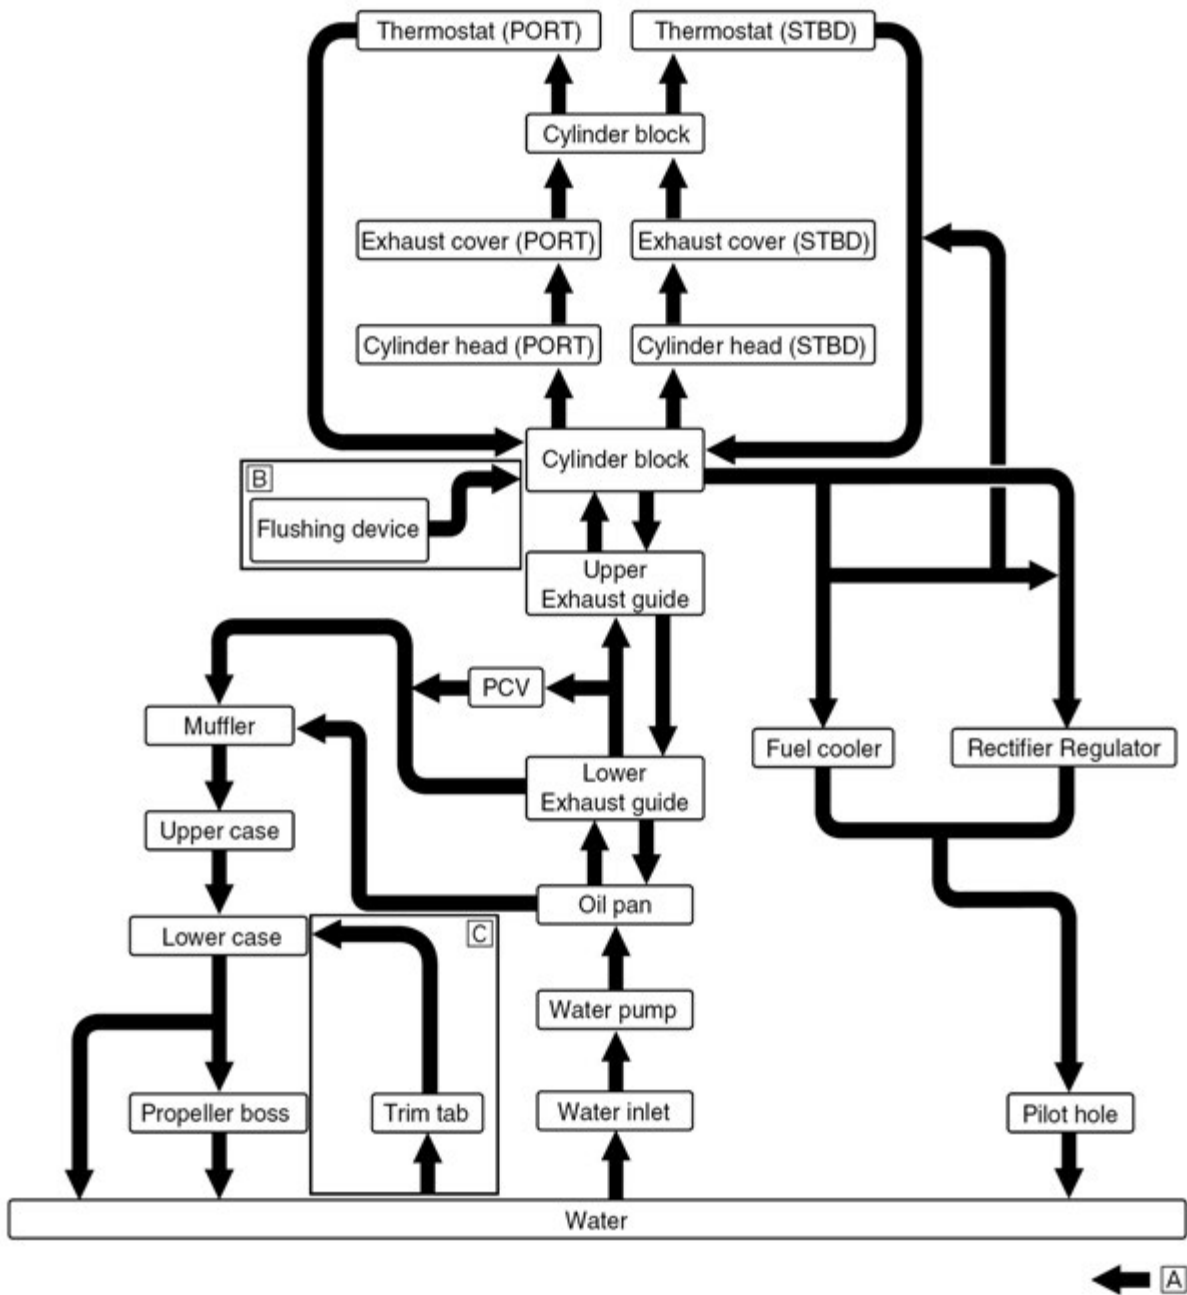 Thermostat (PORT)
Thermostat (STBD)
Cylinder block
Exhaust cover (PORT)
Exhaust cover (STBD)
Cylinder head (PORT)
Cylinder head (STBD)
Cylinder block
B
Flushing device
Upper
Exhaust guide
PCV
Muffler
Lower
Exhaust guide
Fuel cooler
Rectifier Regulator
Upper case
Oil pan
Lower case
C
Water pump
Propeller boss
Trim tab
Water inlet
Pilot hole
Water
A